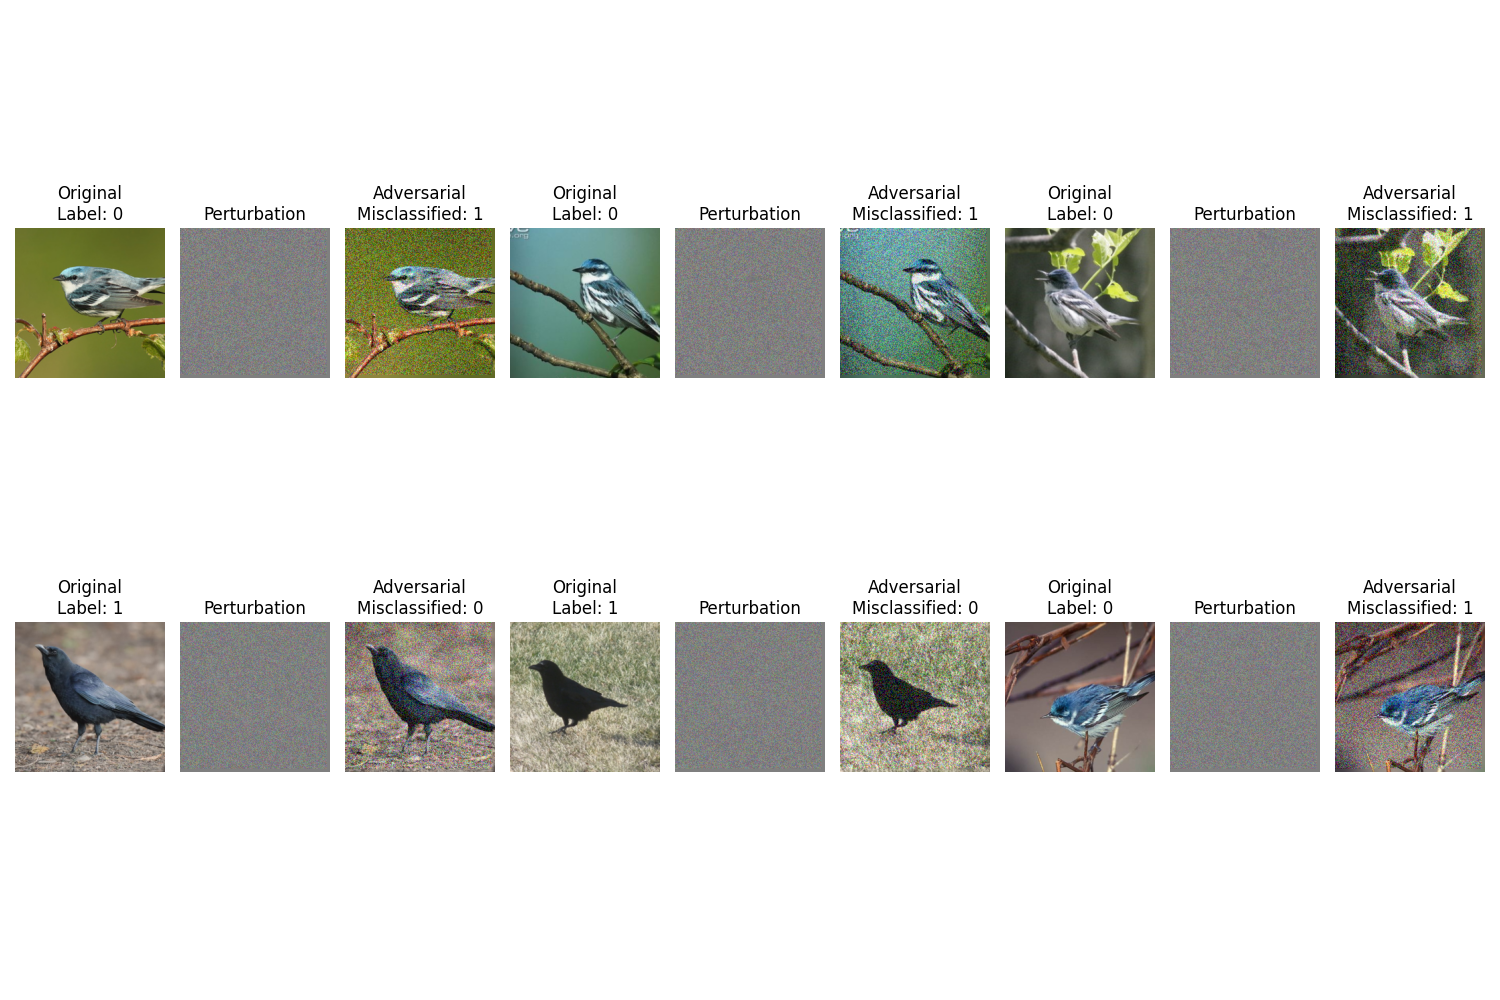 Original
Label: 0
Perturbation
Adversarial
Misclassified: 1
Original
Label: 0
Perturbation
Adversarial
Misclassified: 1
Original
Label: 0
Perturbation
Adversarial
Misclassified: 1
Original
Label: 1
Perturbation
Adversarial
Misclassified: 0
Original
Label: 1
Perturbation
Adversarial
Misclassified: 0
Original
Label: 0
Perturbation
Adversarial
Misclassified: 1